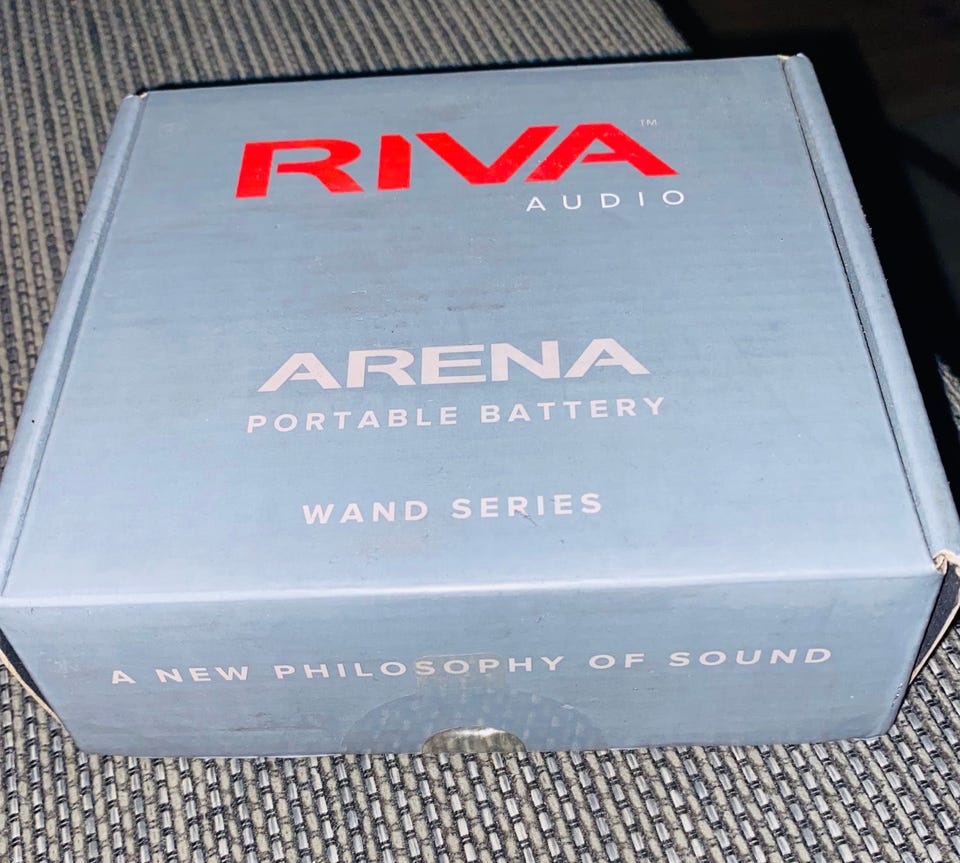 RIVA™
AUDIO
ARENA
PORTABLE BATTERY
WAND SERIES
A NEW PHILOSOPHY OF SOUND